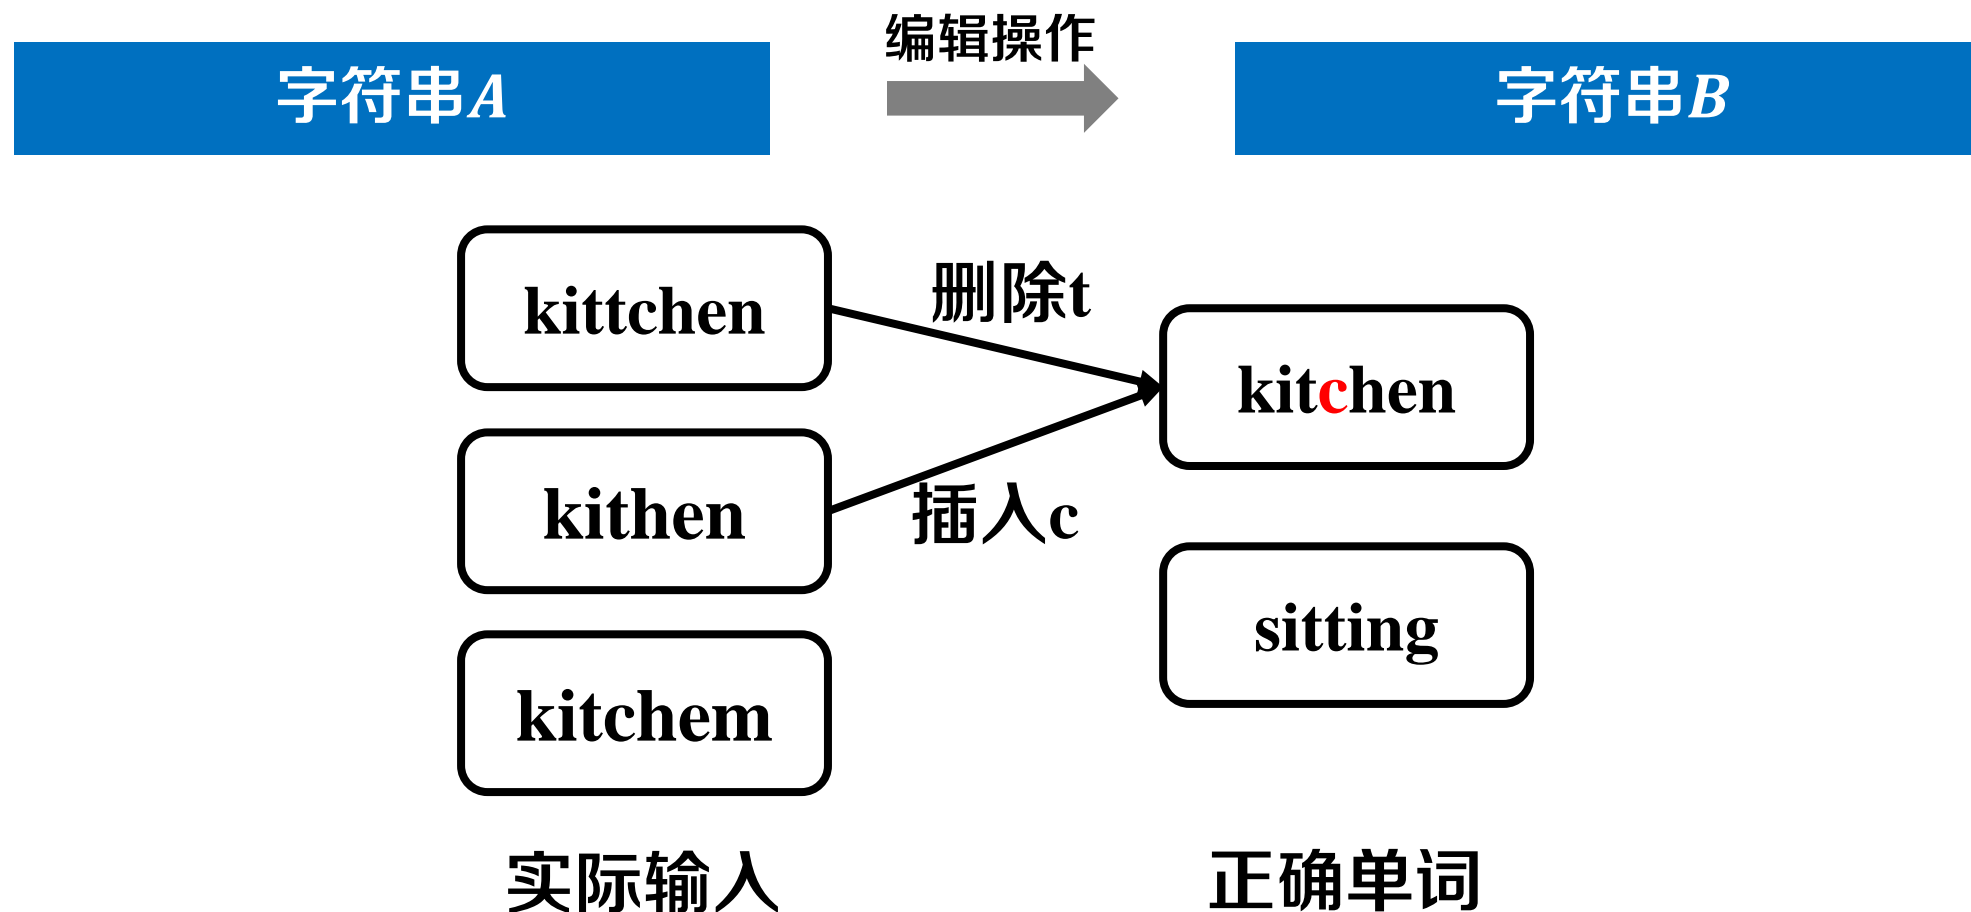 编辑操作
字符串A
字符串B
kittchen
删除t
kitchen
kithen
插入c
sitting
kitchem
实际输入
正确单词